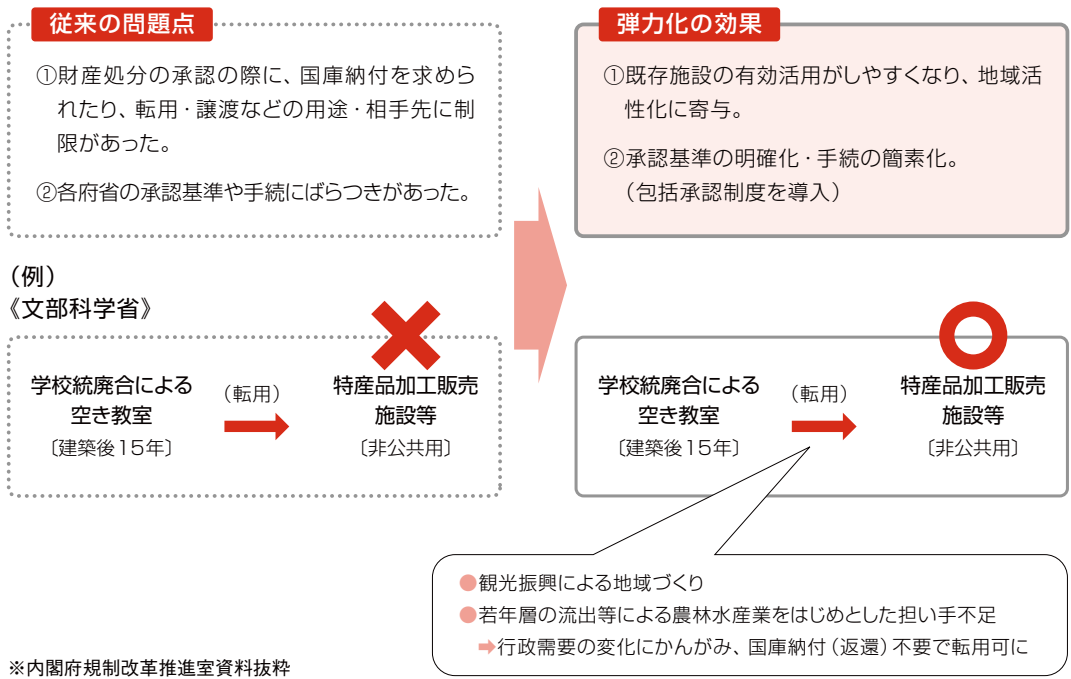 従来の問題点
①財産処分の承認の際に、国庫納付を求めら
れたり、転用・譲渡などの用途・相手先に制
限があった。
②各府省の承認基準や手続にばらつきがあった。
弾力化の効果
①既存施設の有効活用がしやすくなり、地域活
性化に寄与。
②承認基準の明確化・手続の簡素化。
（包括承認制度を導入）
（例）
《文部科学省》
学校統廃合による
空き教室
〔建築後15年〕
（転用）
特産品加工販売
施設等
〔非公共用〕
学校統廃合による
空き教室
〔建築後15年〕
（転用）
特産品加工販売
施設等
〔非公共用〕
●観光振興による地域づくり
●若年層の流出等による農林水産業をはじめとした担い手不足
➡行政需要の変化にかんがみ、国庫納付（返還）不要で転用可に
※内閣府規制改革推進室資料抜粋